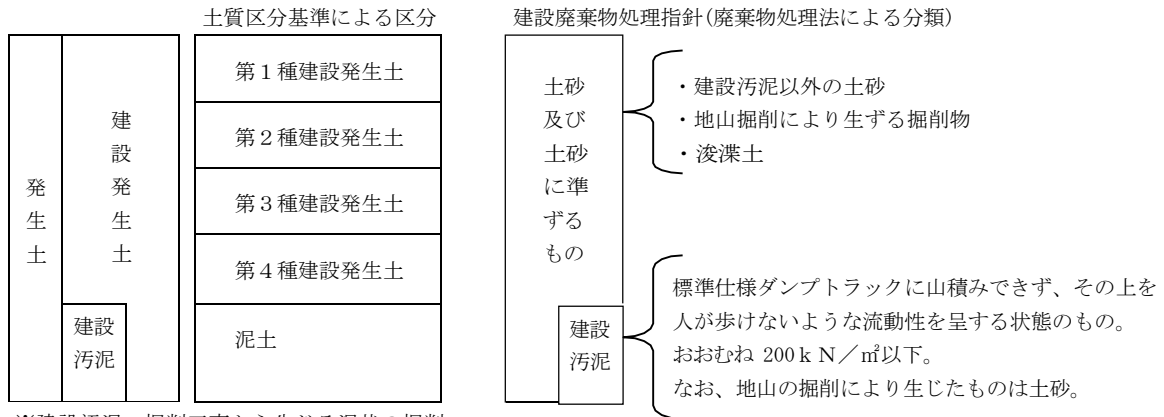 土質区分基準による区分
建設廃棄物処理指針(廃棄物処理法による分類)
発生土
建設発生土
建設
汚泥
第1種建設発生土
第2種建設発生土
第3種建設発生土
第4種建設発生土
泥土
土砂
及び
土砂
に準
ずる
もの
・建設汚泥以外の土砂
・地山掘削により生ずる掘削物
・浚渫土
建設
汚泥
標準仕様ダンプトラックに山積みできず、その上を
人が歩けないような流動性を呈する状態のもの。
おおむね 200kN/㎡以下。
なお、地山の掘削により生じたものは土砂。